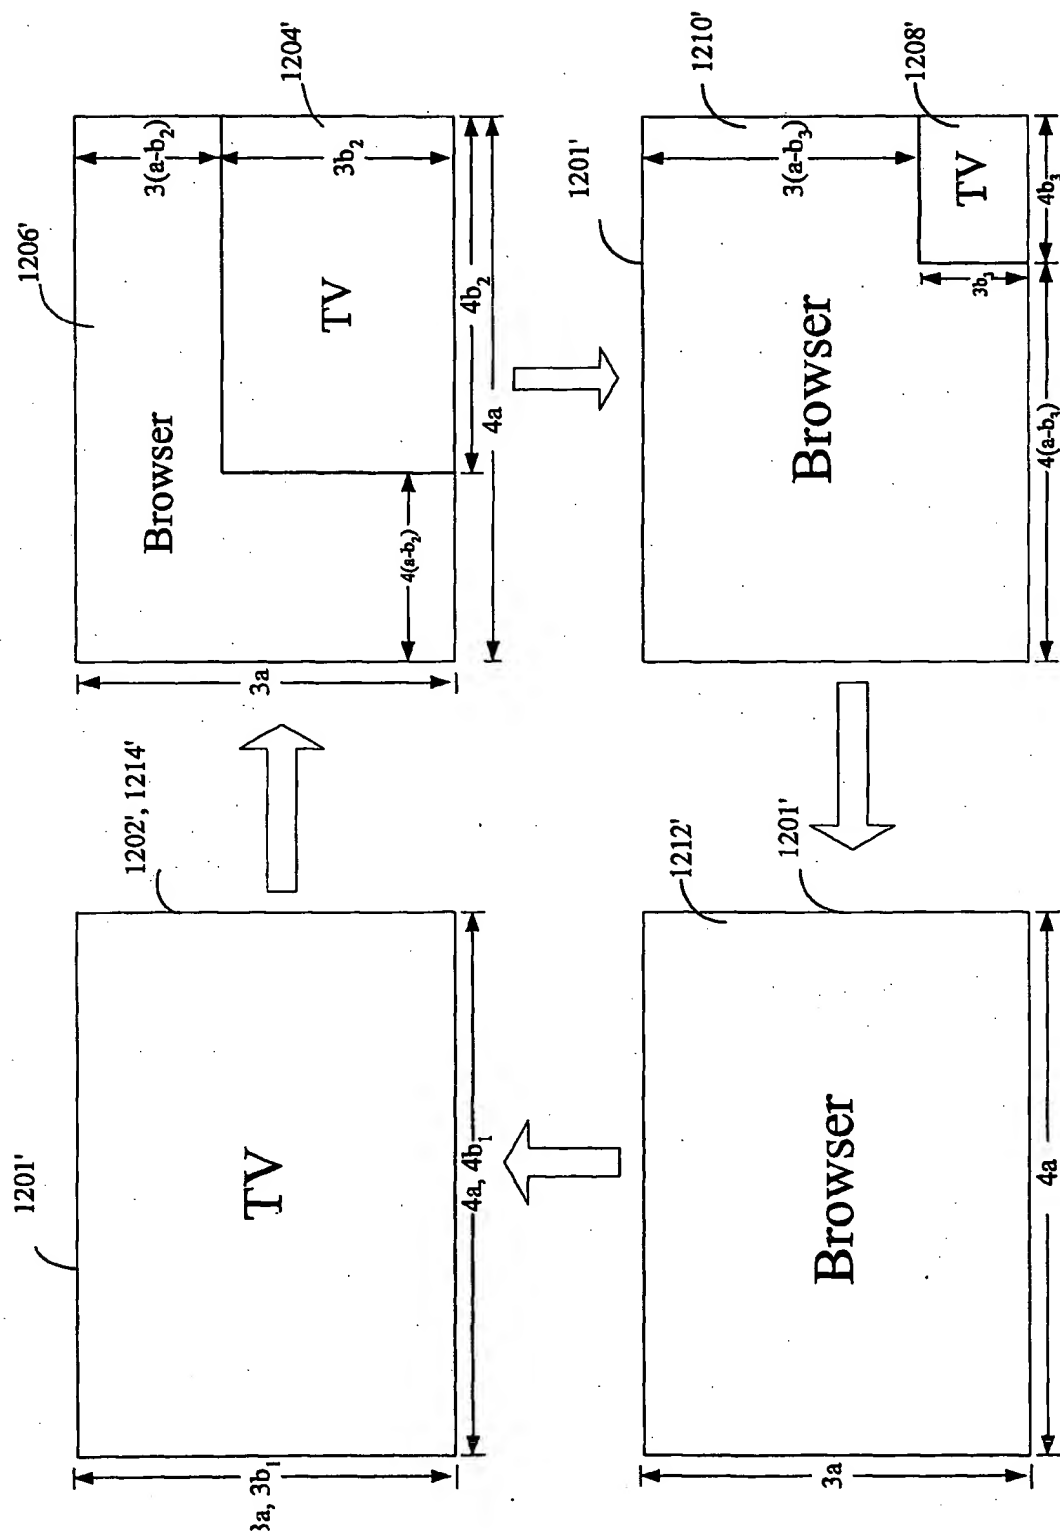 1201'
1202', 1214'
TV
3a, 3b₁
4a, 4b₁
1206'
1204'
Browser
3(a-b₂)
TV
3b₂
3a
4(a-b₂)
4b₂
4a
1212'
1201'
Browser
3a
4a
1201'
1210'
1208'
Browser
3(a-b₃)
TV
3b₃
4(a-b₃)
4b₃